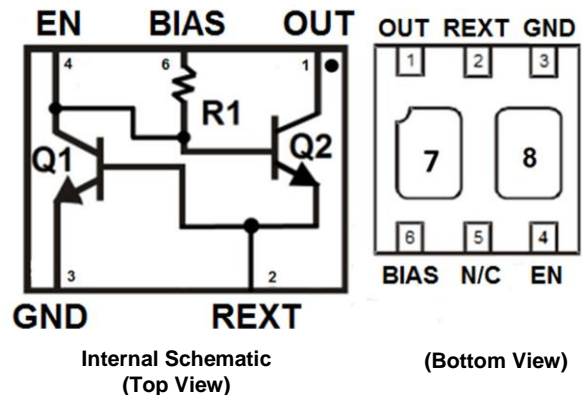 EN BIAS OUT
4 6 1
R1
Q1 Q2
3 2
GND REXT
Internal Schematic
(Top View)
OUT REXT GND
1 2 3
7 8
6 5 4
BIAS N/C EN
(Bottom View)